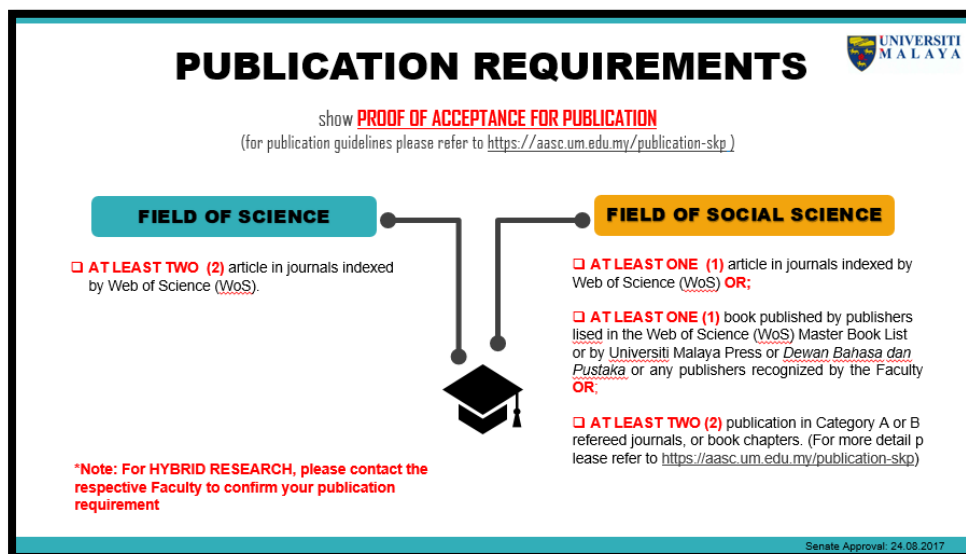 PUBLICATION REQUIREMENTS
UNIVERSITI
MALAYA
show PROOF OF ACCEPTANCE FOR PUBLICATION
(for publication guidelines please refer to https://aasc.um.edu.my/publication-skp )
FIELD OF SCIENCE
AT LEAST TWO (2) article in journals indexed
by Web of Science (WoS).
*Note: For HYBRID RESEARCH, please contact the
respective Faculty to confirm your publication
requirement
FIELD OF SOCIAL SCIENCE
AT LEAST ONE (1) article in journals indexed by
Web of Science (WoS) OR;
AT LEAST ONE (1) book published by publishers
lised in the Web of Science (WoS) Master Book List
or by Universiti Malaya Press or Dewan Bahasa dan
Pustaka or any publishers recognized by the Faculty
OR;
AT LEAST TWO (2) publication in Category A or B
refereed journals, or book chapters. (For more detail p
lease refer to https://aasc.um.edu.my/publication-skp)
Senate Approval: 24.08.2017